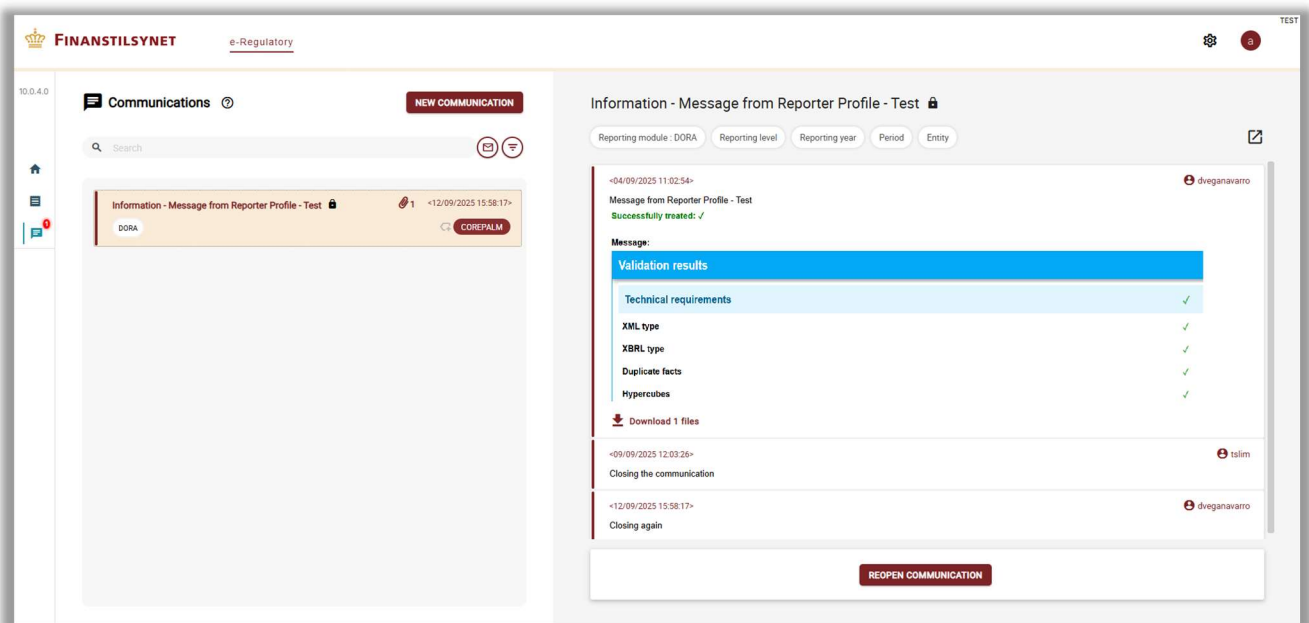 TEST
FINANSTILSYNET
e-Regulatory
a
10.0.4.0
Communications
NEW COMMUNICATION
Search
1
Information - Message from Reporter Profile - Test
1
<12/09/2025 15:58:17>
DORA
COREPALM
Information - Message from Reporter Profile - Test
Reporting module : DORA
Reporting level
Reporting year
Period
Entity
<04/09/2025 11:02:54>
dveganavarro
Message from Reporter Profile - Test
Successfully treated: ✓
Message:
Validation results
Technical requirements ✓
XML type ✓
XBRL type ✓
Duplicate facts ✓
Hypercubes ✓
Download 1 files
<09/09/2025 12:03:26>
tslim
Closing the communication
<12/09/2025 15:58:17>
dveganavarro
Closing again
REOPEN COMMUNICATION